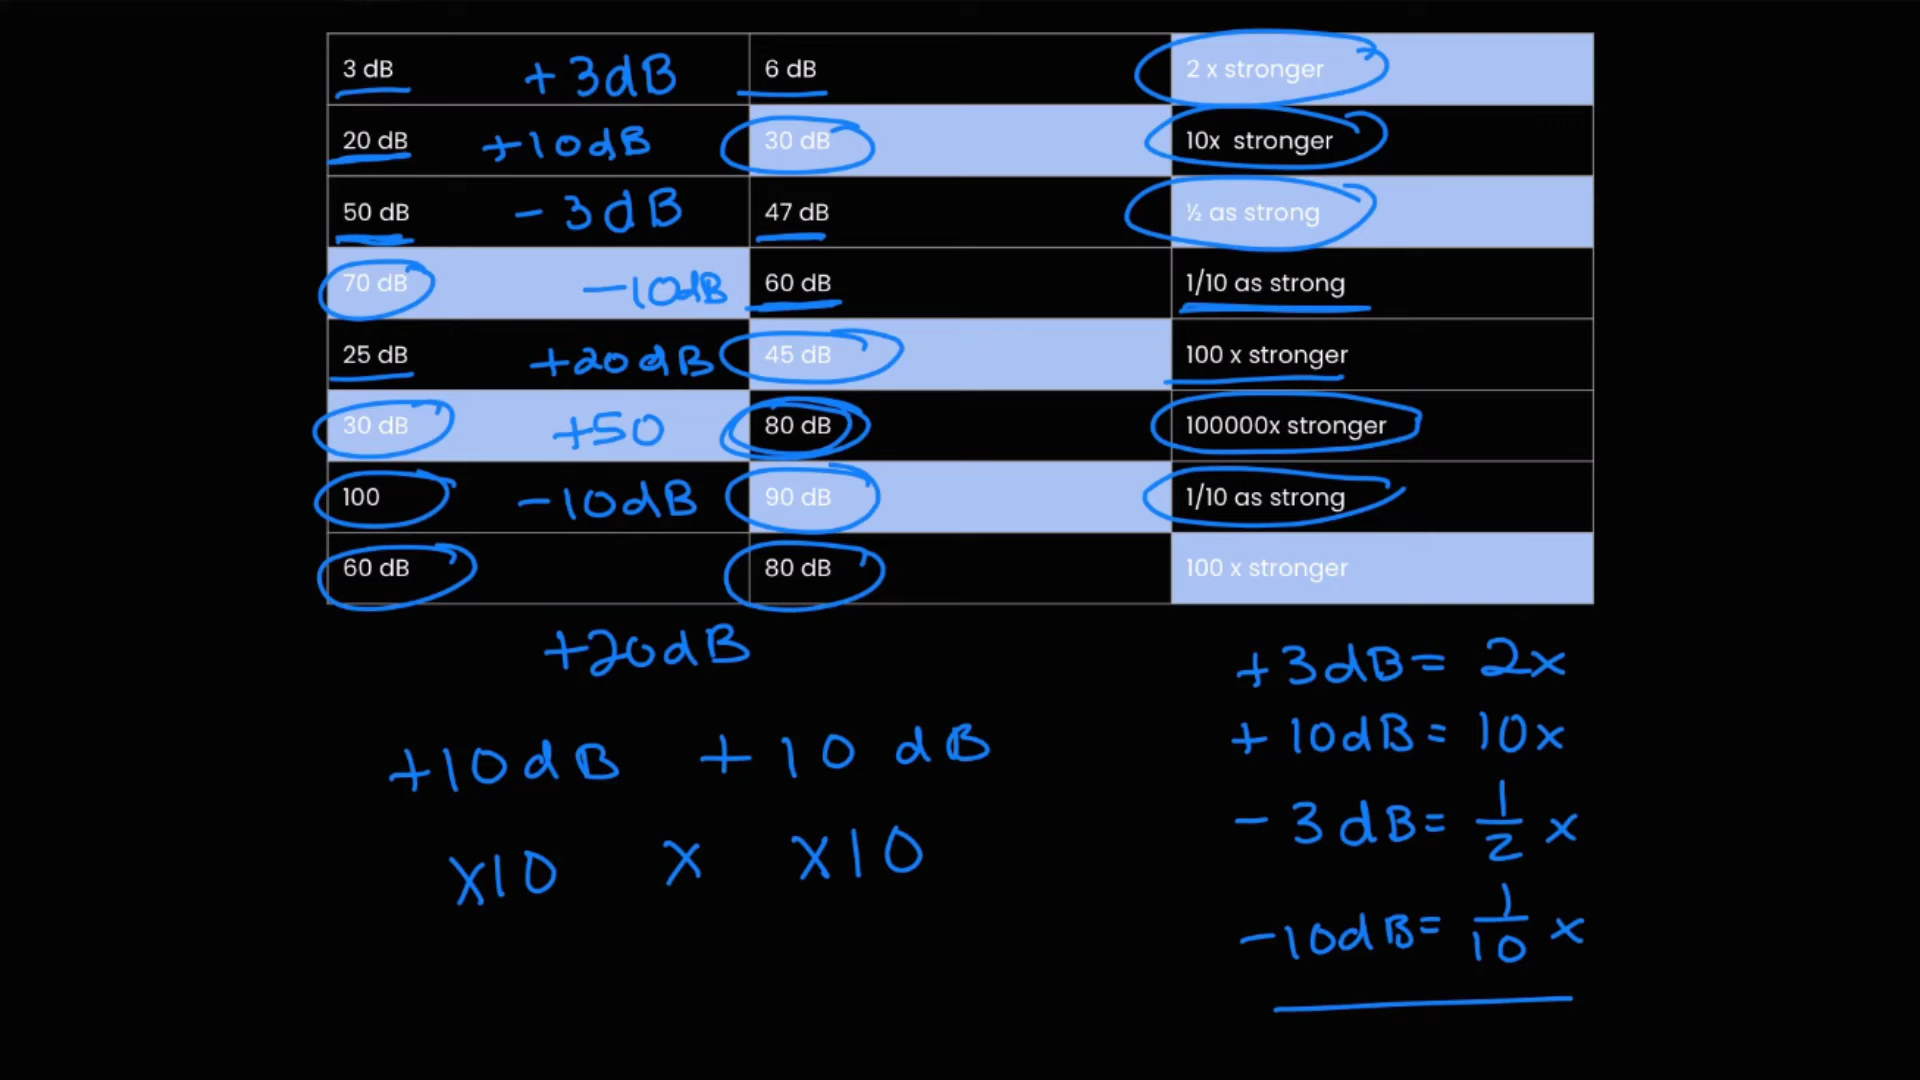 3 dB +3dB 6 dB 2 x stronger
20 dB +10dB 30 dB 10x stronger
50 dB -3dB 47 dB ½ as strong
70 dB -10dB 60 dB 1/10 as strong
25 dB +20dB 45 dB 100 x stronger
30 dB +50 80 dB 100000x stronger
100 -10dB 90 dB 1/10 as strong
60 dB 80 dB 100 x stronger
+20dB
+10dB +10 dB
x10 x x10
+3dB= 2x
+10dB= 10x
-3dB= 1/2 x
-10dB= 1/10 x